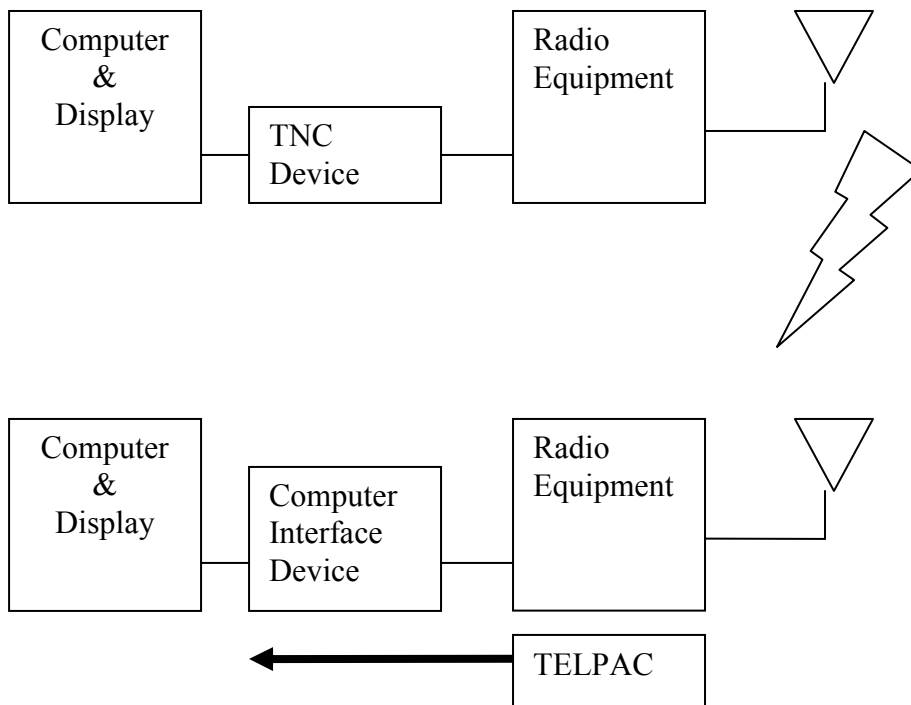 Computer
&
Display
TNC
Device
Radio
Equipment
Computer
&
Display
Computer
Interface
Device
Radio
Equipment
TELPAC